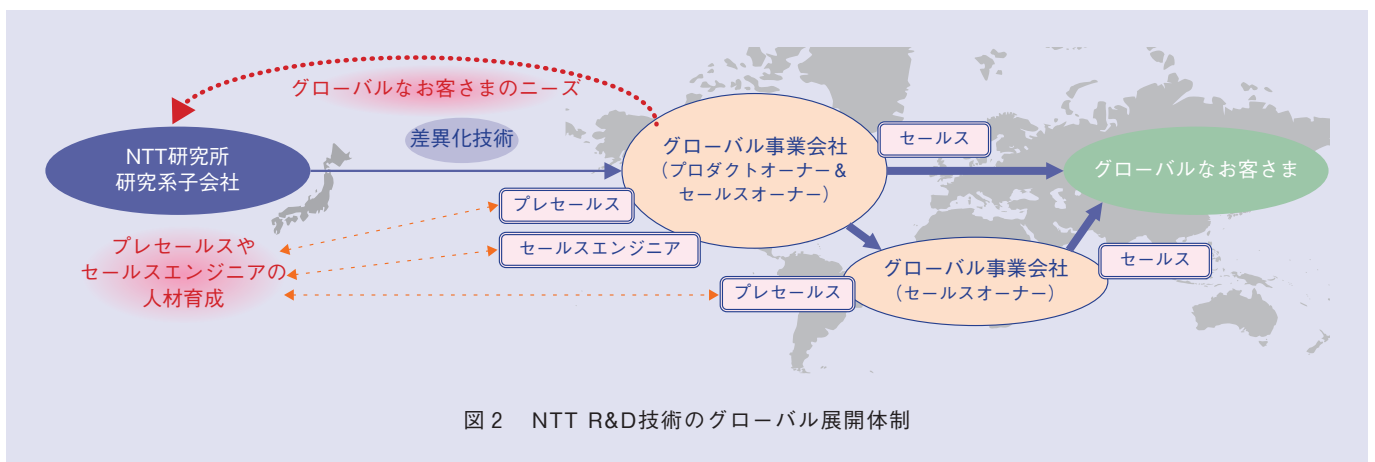 グローバルなお客さまのニーズ
差異化技術
NTT研究所
研究系子会社
グローバル事業会社
（プロダクトオーナー＆
セールスオーナー）
セールス
グローバルなお客さま
プレセールス
セールスエンジニア
プレセールスや
セールスエンジニアの
人材育成
プレセールス
グローバル事業会社
（セールスオーナー）
セールス
図2　NTT R&D技術のグローバル展開体制